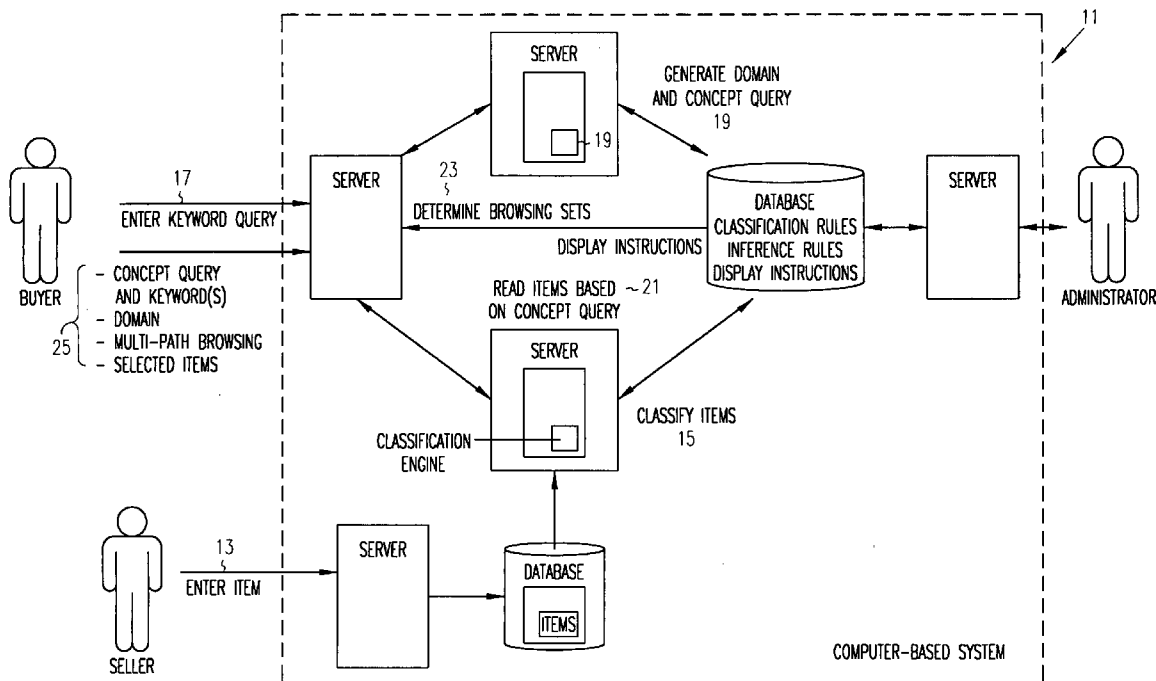 11
SERVER
19
GENERATE DOMAIN
AND CONCEPT QUERY
19
17
ENTER KEYWORD QUERY
SERVER
23
DETERMINE BROWSING SETS
DISPLAY INSTRUCTIONS
DATABASE
CLASSIFICATION RULES
INFERENCE RULES
DISPLAY INSTRUCTIONS
SERVER
BUYER
25
- CONCEPT QUERY
AND KEYWORD(S)
- DOMAIN
- MULTI-PATH BROWSING
- SELECTED ITEMS
ADMINISTRATOR
READ ITEMS BASED ~21
ON CONCEPT QUERY
SERVER
CLASSIFICATION
ENGINE
CLASSIFY ITEMS
15
SELLER
13
ENTER ITEM
SERVER
DATABASE
ITEMS
COMPUTER-BASED SYSTEM